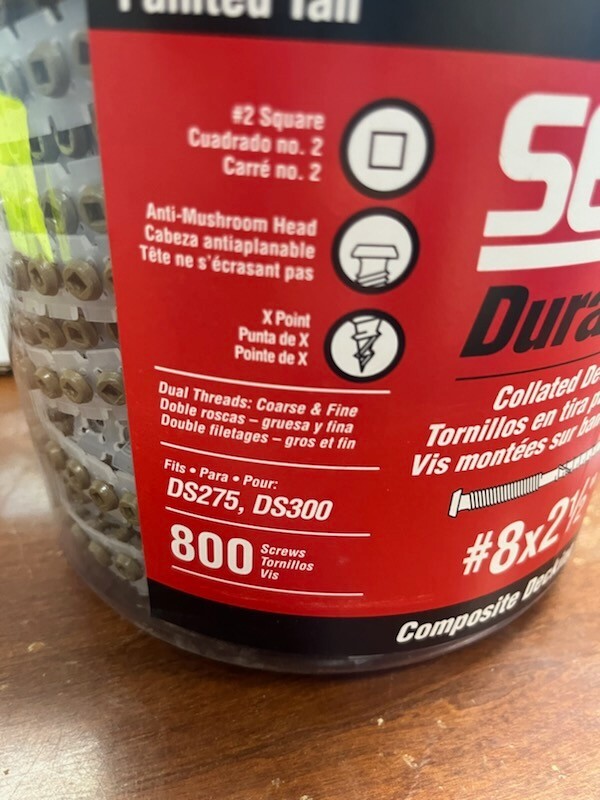 Painted Tan
#2 Square
Cuadrado no. 2
Carré no. 2
Anti-Mushroom Head
Cabeza antiaplanable
Tête ne s'écrasant pas
X Point
Punta de X
Pointe de X
Dual Threads: Coarse & Fine
Doble roscas – gruesa y fina
Double filetages – gros et fin
Fits • Para • Pour:
DS275, DS300
800 Screws
Tornillos
Vis
SE
Dura
Collated De
Tornillos en tira p
Vis montées sur ban
#8x2½"
Composite Deck